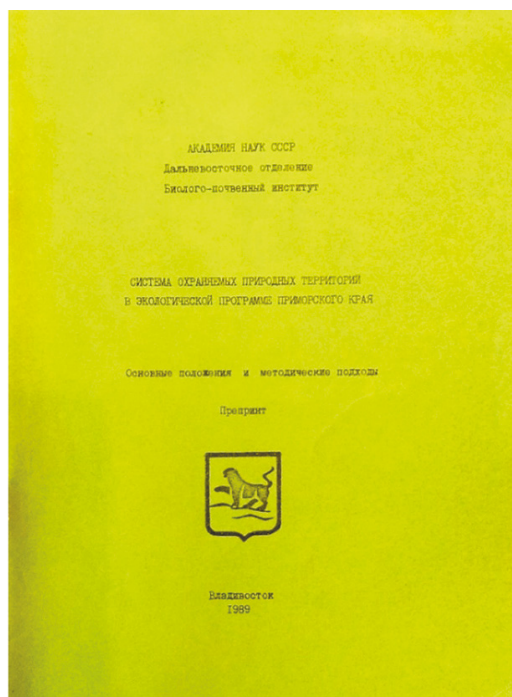 АКАДЕМИЯ НАУК СССР
Дальневосточное отделение
Биолого-почвенный институт
СИСТЕМА ОХРАНЯЕМЫХ ПРИРОДНЫХ ТЕРРИТОРИЙ
В ЭКОЛОГИЧЕСКОЙ ПРОГРАММЕ ПРИМОРСКОГО КРАЯ
Основные положения и методические подходы
Препринт
Владивосток
1989